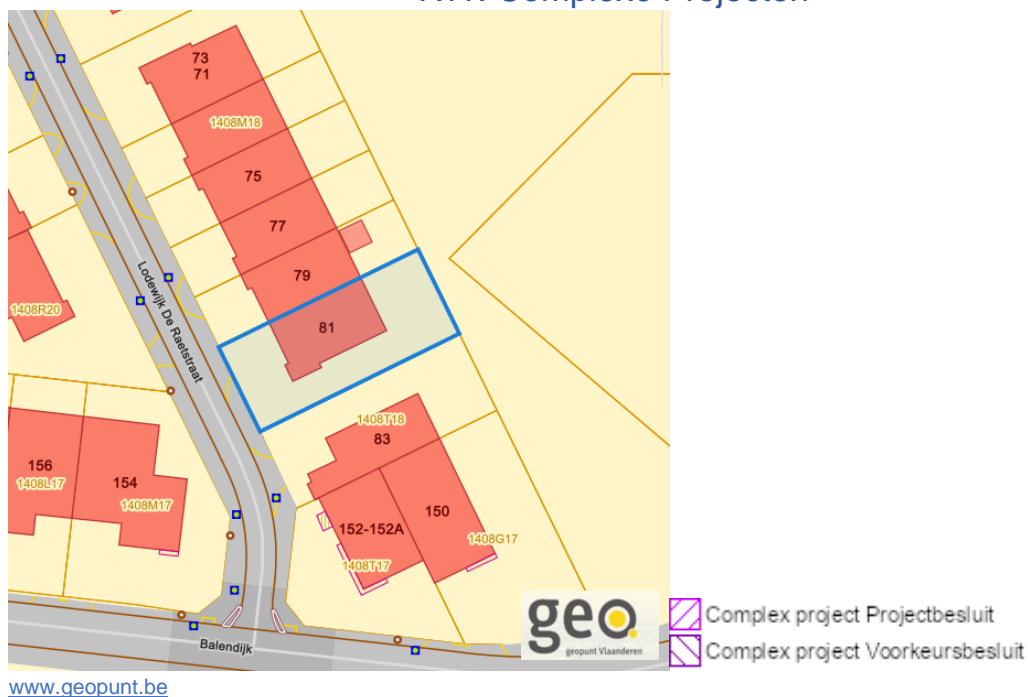 73
71
1408M18
75
77
79
81
Lodewijk De Raetstraat
1408R20
1408T18
83
156
1408L17
154
1408M17
150
152-152A
1408G17
1408T17
Balendijk
geo
geopunt Vlaanderen
Complex project Projectbesluit
Complex project Voorkeursbesluit
www.geopunt.be